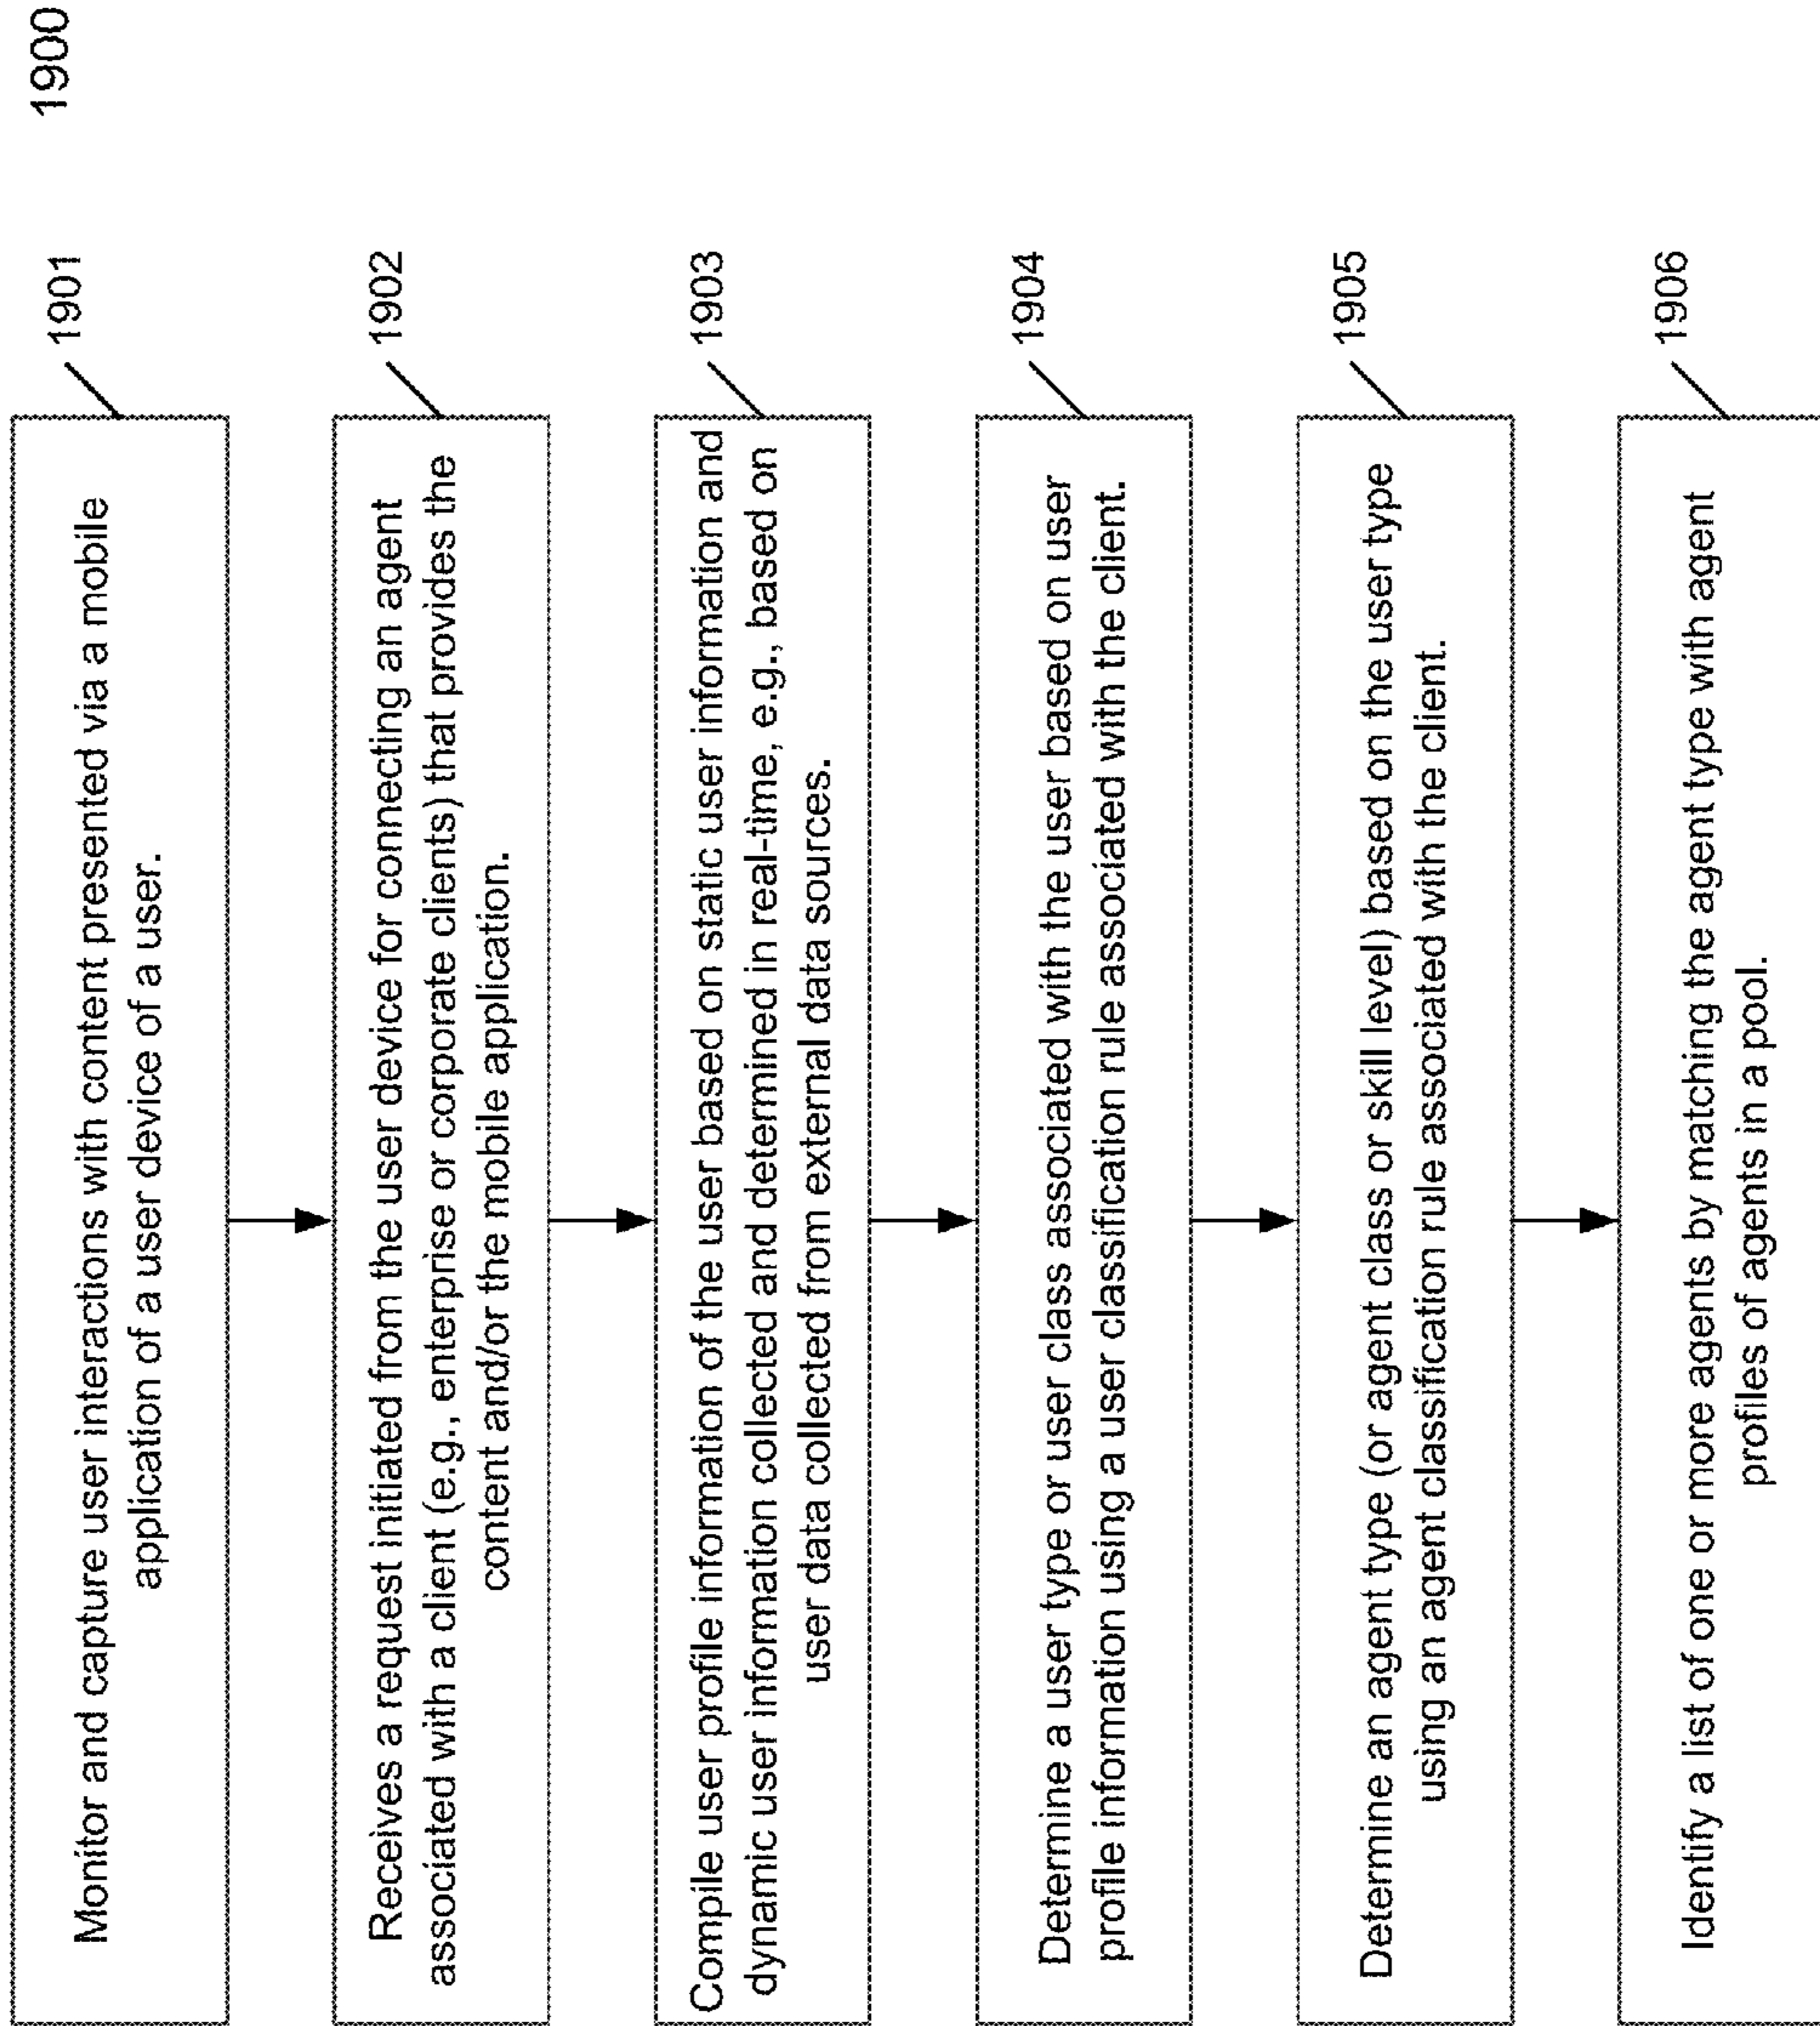 1900
Monitor and capture user interactions with content presented via a mobile
application of a user device of a user.
1901
Receives a request initiated from the user device for connecting an agent
associated with a client (e.g., enterprise or corporate clients) that provides the
content and/or the mobile application.
1902
Compile user profile information of the user based on static user information and
dynamic user information collected and determined in real-time, e.g., based on
user data collected from external data sources.
1903
Determine a user type or user class associated with the user based on user
profile information using a user classification rule associated with the client.
1904
Determine an agent type (or agent class or skill level) based on the user type
using an agent classification rule associated with the client.
1905
Identify a list of one or more agents by matching the agent type with agent
profiles of agents in a pool.
1906